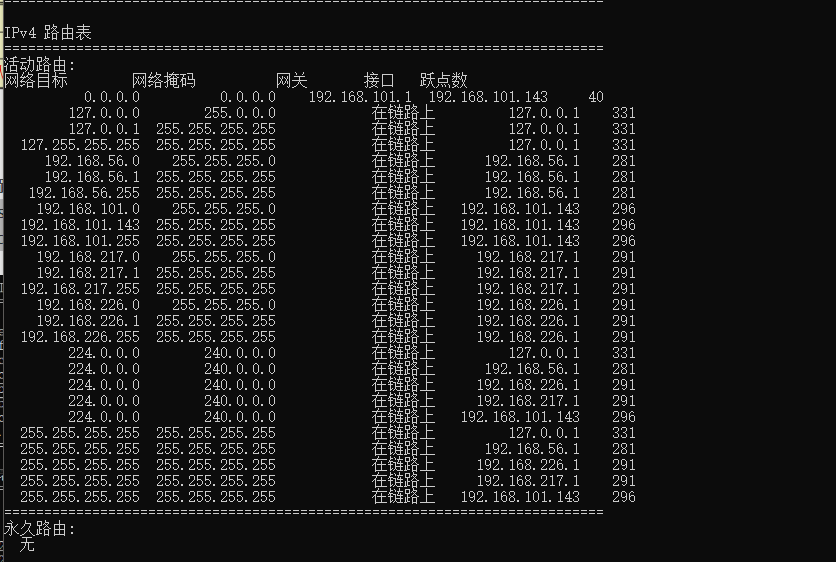 ===========================================================================
IPv4 路由表
===========================================================================
活动路由:
网络目标 网络掩码 网关 接口 跃点数
0.0.0.0 0.0.0.0 192.168.101.1 192.168.101.143 40
127.0.0.0 255.0.0.0 在链路上 127.0.0.1 331
127.0.0.1 255.255.255.255 在链路上 127.0.0.1 331
127.255.255.255 255.255.255.255 在链路上 127.0.0.1 331
192.168.56.0 255.255.255.0 在链路上 192.168.56.1 281
192.168.56.1 255.255.255.255 在链路上 192.168.56.1 281
192.168.56.255 255.255.255.255 在链路上 192.168.56.1 281
192.168.101.0 255.255.255.0 在链路上 192.168.101.143 296
192.168.101.143 255.255.255.255 在链路上 192.168.101.143 296
192.168.101.255 255.255.255.255 在链路上 192.168.101.143 296
192.168.217.0 255.255.255.0 在链路上 192.168.217.1 291
192.168.217.1 255.255.255.255 在链路上 192.168.217.1 291
192.168.217.255 255.255.255.255 在链路上 192.168.217.1 291
192.168.226.0 255.255.255.0 在链路上 192.168.226.1 291
192.168.226.1 255.255.255.255 在链路上 192.168.226.1 291
192.168.226.255 255.255.255.255 在链路上 192.168.226.1 291
224.0.0.0 240.0.0.0 在链路上 127.0.0.1 331
224.0.0.0 240.0.0.0 在链路上 192.168.56.1 281
224.0.0.0 240.0.0.0 在链路上 192.168.226.1 291
224.0.0.0 240.0.0.0 在链路上 192.168.217.1 291
224.0.0.0 240.0.0.0 在链路上 192.168.101.143 296
255.255.255.255 255.255.255.255 在链路上 127.0.0.1 331
255.255.255.255 255.255.255.255 在链路上 192.168.56.1 281
255.255.255.255 255.255.255.255 在链路上 192.168.226.1 291
255.255.255.255 255.255.255.255 在链路上 192.168.217.1 291
255.255.255.255 255.255.255.255 在链路上 192.168.101.143 296
===========================================================================
永久路由:
无